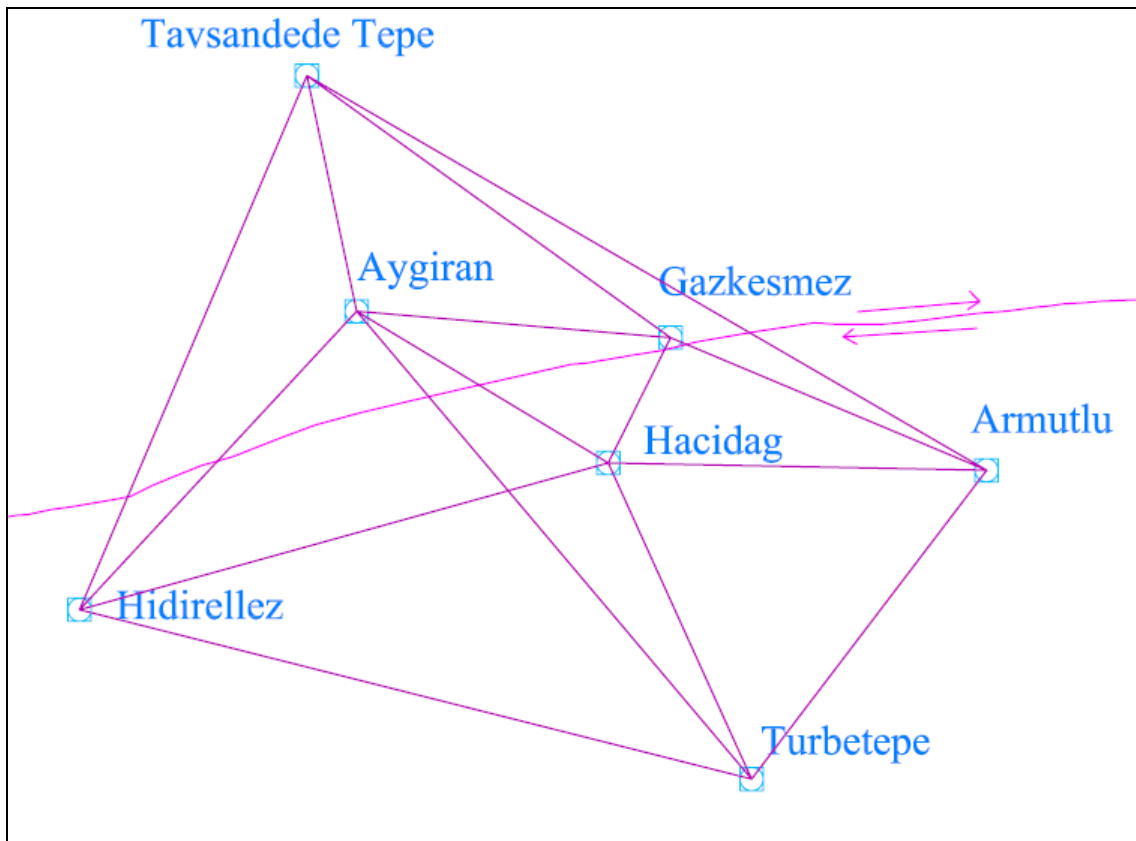 Tavsandede Tepe
Aygiran
Gazkesmez
Armutlu
Hacidag
Hidirellez
Turbetepe